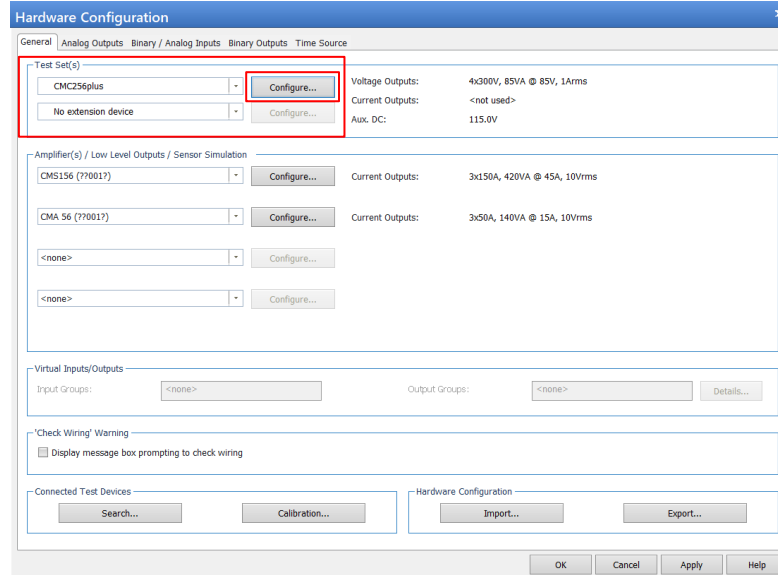 Hardware Configuration
General Analog Outputs Binary / Analog Inputs Binary Outputs Time Source
Test Set(s)
CMC256plus Configure... Voltage Outputs: 4x300V, 85VA @ 85V, 1Arms
Current Outputs: <not used>
No extension device Configure... Aux. DC: 115.0V
Amplifier(s) / Low Level Outputs / Sensor Simulation
CMS156 (??001?) Configure... Current Outputs: 3x150A, 420VA @ 45A, 10Vrms
CMA 56 (??001?) Configure... Current Outputs: 3x50A, 140VA @ 15A, 10Vrms
<none> Configure...
<none> Configure...
Virtual Inputs/Outputs
Input Groups: <none> Output Groups: <none> Details...
'Check Wiring' Warning
Display message box prompting to check wiring
Connected Test Devices Hardware Configuration
Search... Calibration... Import... Export...
OK Cancel Apply Help